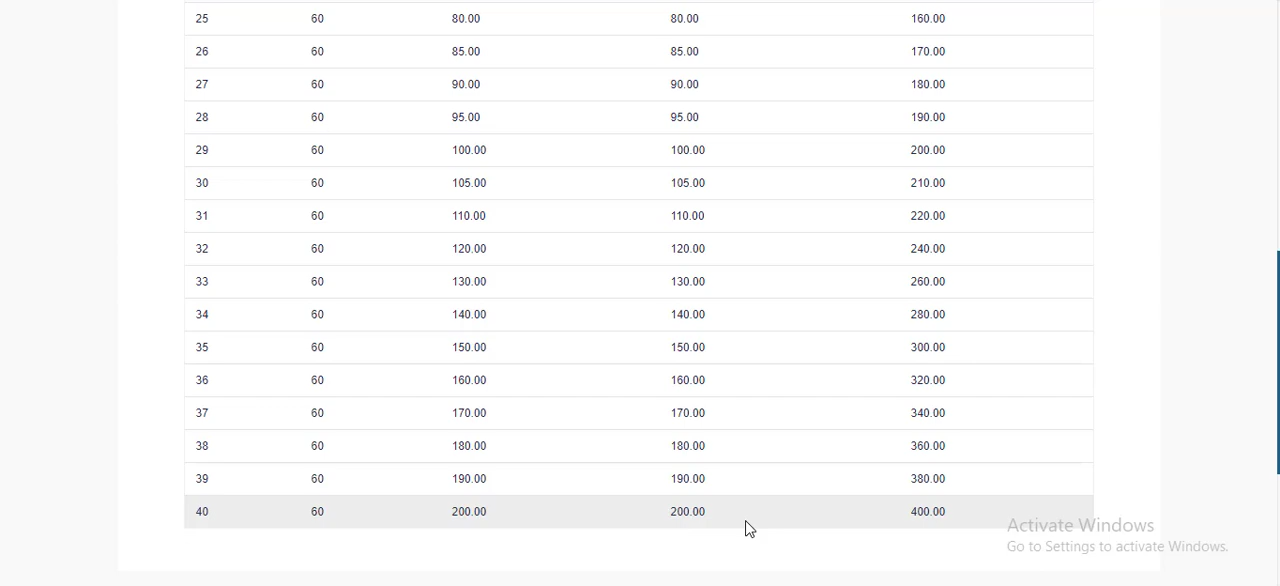 25 60 80.00 80.00 160.00
26 60 85.00 85.00 170.00
27 60 90.00 90.00 180.00
28 60 95.00 95.00 190.00
29 60 100.00 100.00 200.00
30 60 105.00 105.00 210.00
31 60 110.00 110.00 220.00
32 60 120.00 120.00 240.00
33 60 130.00 130.00 260.00
34 60 140.00 140.00 280.00
35 60 150.00 150.00 300.00
36 60 160.00 160.00 320.00
37 60 170.00 170.00 340.00
38 60 180.00 180.00 360.00
39 60 190.00 190.00 380.00
40 60 200.00 200.00 400.00
Activate Windows
Go to Settings to activate Windows.